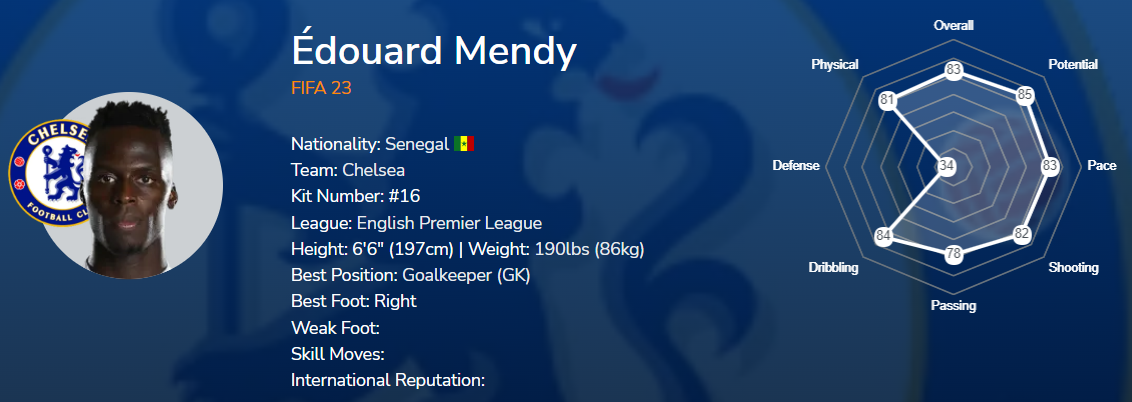 Édouard Mendy
FIFA 23
Nationality: Senegal
Team: Chelsea
Kit Number: #16
League: English Premier League
Height: 6'6" (197cm) | Weight: 190lbs (86kg)
Best Position: Goalkeeper (GK)
Best Foot: Right
Weak Foot:
Skill Moves:
International Reputation:
CHELSE
FOOTBALL CLU
Overall
Physical
Potential
83
81
85
Defense
34
83
Pace
84
82
Dribbling
78
Shooting
Passing